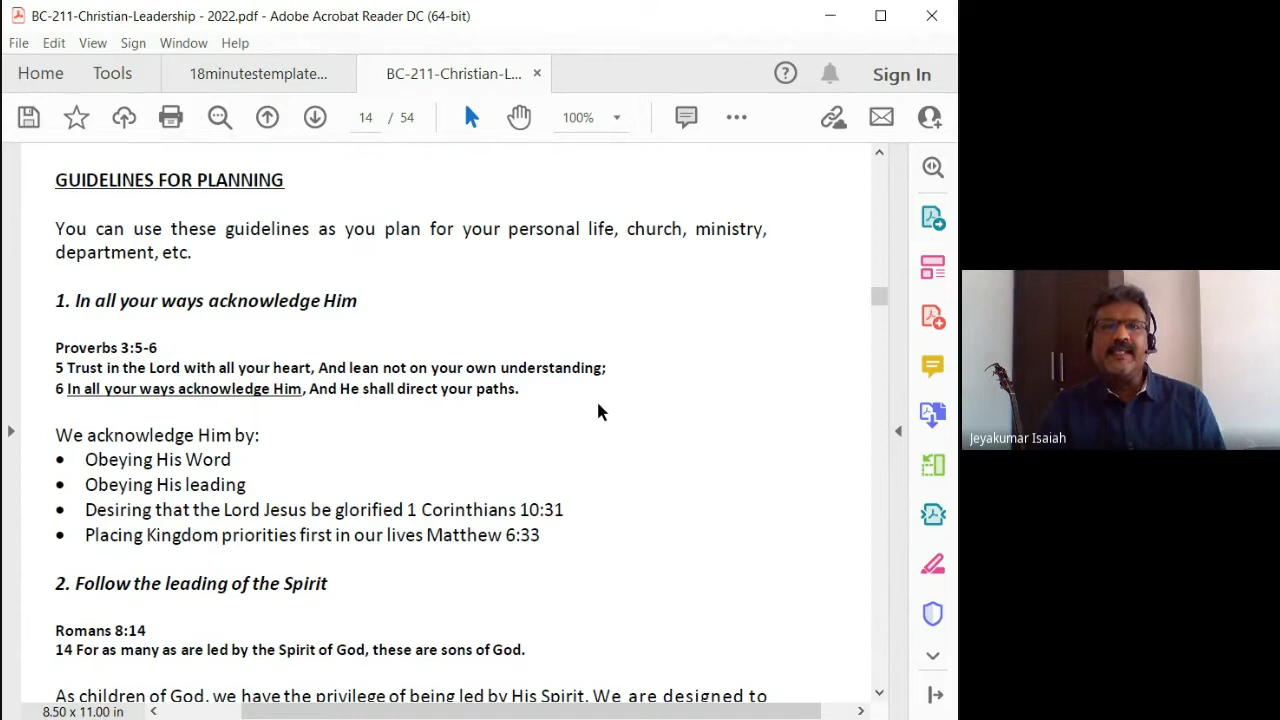 BC-211-Christian-Leadership - 2022.pdf - Adobe Acrobat Reader DC (64-bit)
File Edit View Sign Window Help
Home Tools 18minutestemplate... BC-211-Christian-L... × Sign In
14 / 54 100%
GUIDELINES FOR PLANNING
You can use these guidelines as you plan for your personal life, church, ministry,
department, etc.
1. In all your ways acknowledge Him
Proverbs 3:5-6
5 Trust in the Lord with all your heart, And lean not on your own understanding;
6 In all your ways acknowledge Him, And He shall direct your paths.
We acknowledge Him by:
• Obeying His Word
• Obeying His leading
• Desiring that the Lord Jesus be glorified 1 Corinthians 10:31
• Placing Kingdom priorities first in our lives Matthew 6:33
2. Follow the leading of the Spirit
Romans 8:14
14 For as many as are led by the Spirit of God, these are sons of God.
As children of God, we have the privilege of being led by His Spirit. We are designed to
8.50 x 11.00 in
Jeyakumar Isaiah